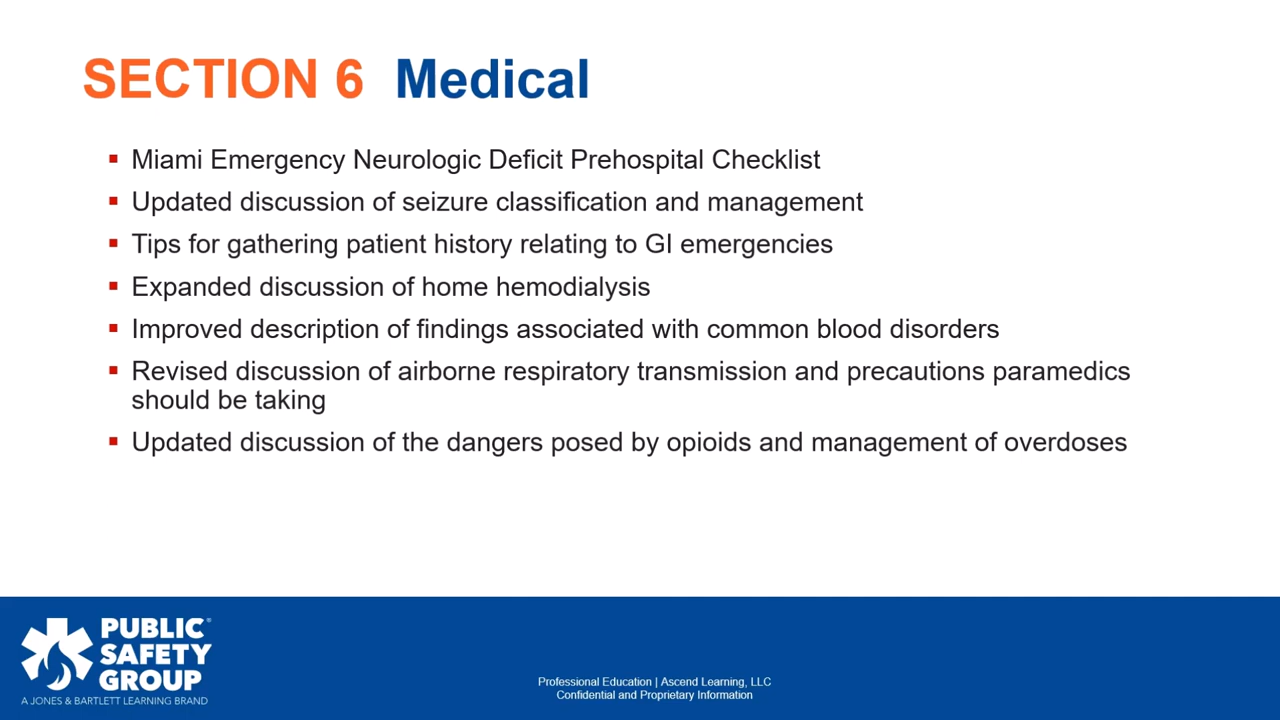 SECTION 6 Medical
Miami Emergency Neurologic Deficit Prehospital Checklist
Updated discussion of seizure classification and management
Tips for gathering patient history relating to GI emergencies
Expanded discussion of home hemodialysis
Improved description of findings associated with common blood disorders
Revised discussion of airborne respiratory transmission and precautions paramedics
should be taking
Updated discussion of the dangers posed by opioids and management of overdoses
PUBLIC
SAFETY
GROUP
A JONES & BARTLETT LEARNING BRAND
Professional Education | Ascend Learning, LLC
Confidential and Proprietary Information